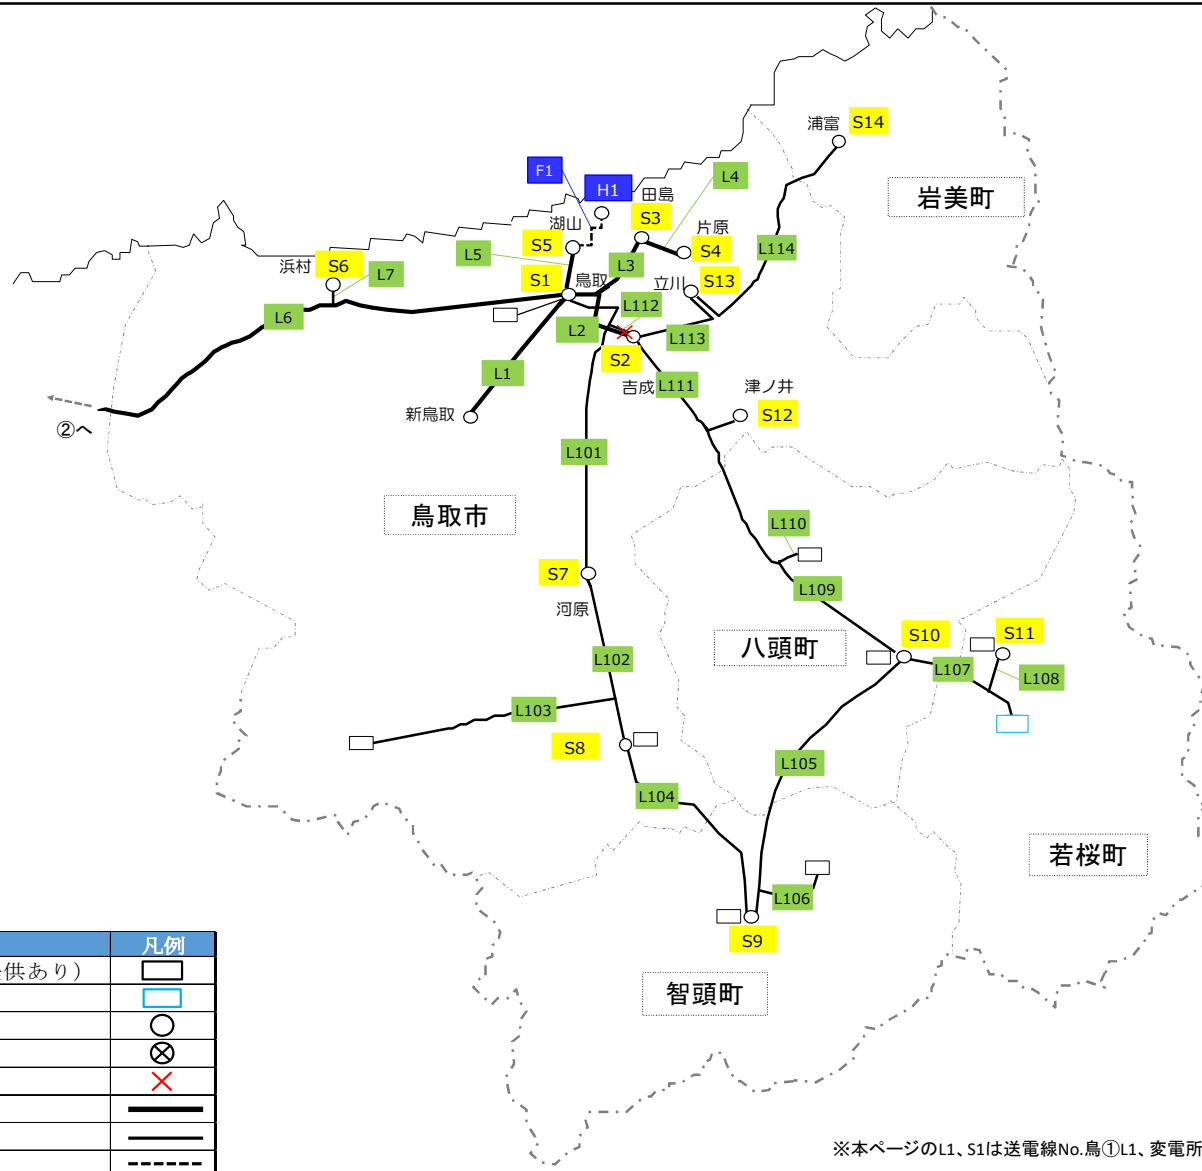 浦富 S14
岩美町
F1
H1
田島
L4
湖山
S3
片原
S5
S4
L114
浜村 S6
L5
L3
S13
L7
S1
鳥取
立川
L6
L112
L2
L113
S2
L1
吉成 L111
津ノ井
新鳥取
S12
②へ
L101
鳥取市
L110
S7
L109
河原
八頭町
S10
S11
L102
L107
L108
L103
S8
L105
L104
若桜町
L106
S9
智頭町
凡例
供あり）
※本ページのL1、S1は送電線No.鳥①L1、変電所